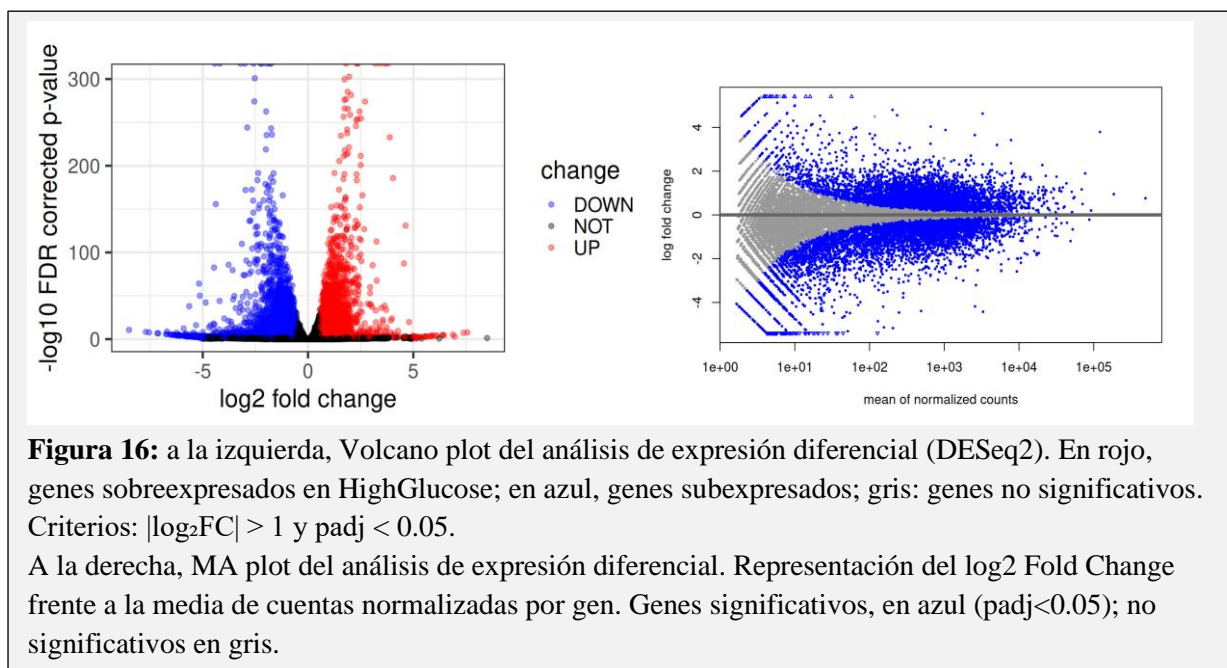 -log10 FDR corrected p-value
300
200
100
0
-5 0 5
log2 fold change
change
DOWN
NOT
UP
log fold change
4
2
0
-2
-4
1e+00 1e+01 1e+02 1e+03 1e+04 1e+05
mean of normalized counts
Figura 16: a la izquierda, Volcano plot del análisis de expresión diferencial (DESeq2). En rojo,
genes sobreexpresados en HighGlucose; en azul, genes subexpresados; gris: genes no significativos.
Criterios: |log₂FC| > 1 y padj < 0.05.
A la derecha, MA plot del análisis de expresión diferencial. Representación del log2 Fold Change
frente a la media de cuentas normalizadas por gen. Genes significativos, en azul (padj<0.05); no
significativos en gris.